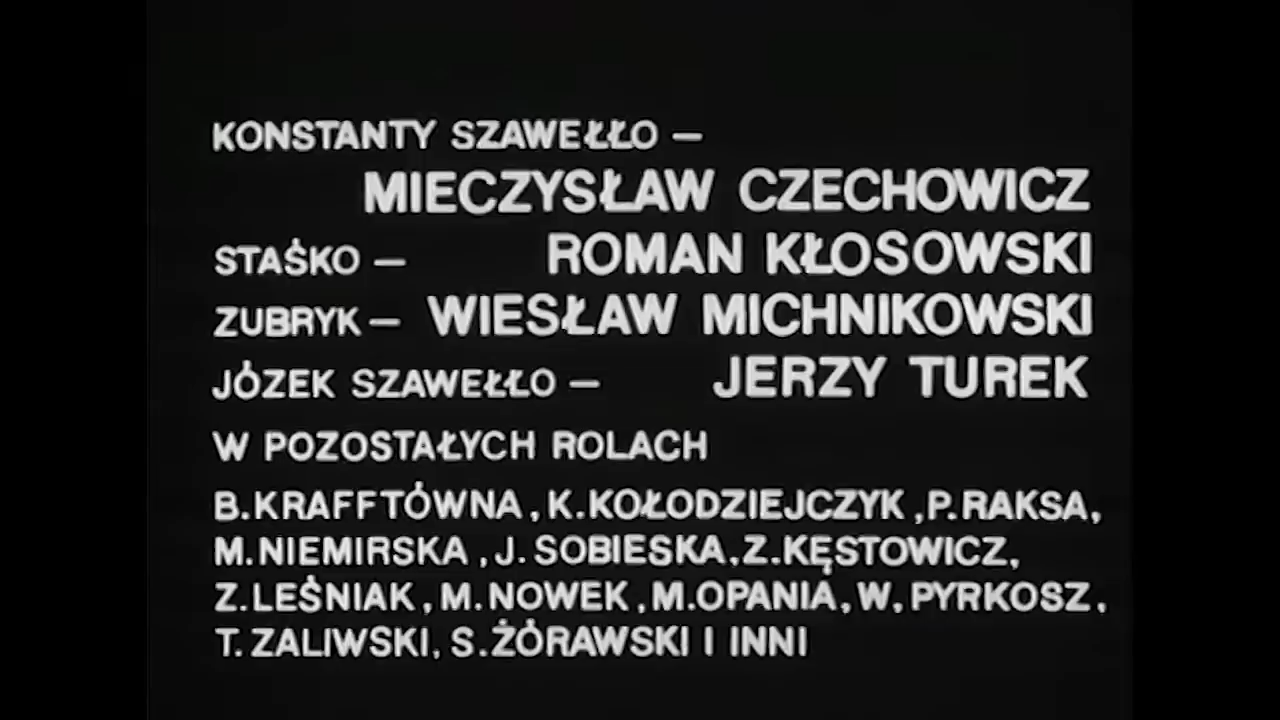 KONSTANTY SZAWEŁŁO –
MIECZYSŁAW CZECHOWICZ
STAŚKO – ROMAN KŁOSOWSKI
ZUBRYK – WIESŁAW MICHNIKOWSKI
JÓZEK SZAWEŁŁO – JERZY TUREK
W POZOSTAŁYCH ROLACH
B.KRAFFTÓWNA, K.KOŁODZIEJCZYK, P.RAKSA,
M.NIEMIRSKA, J.SOBIESKA, Z.KĘSTOWICZ,
Z.LEŚNIAK, M.NOWEK, M.OPANIA, W.PYRKOSZ,
T.ZALIWSKI, S.ŻÓRAWSKI I INNI